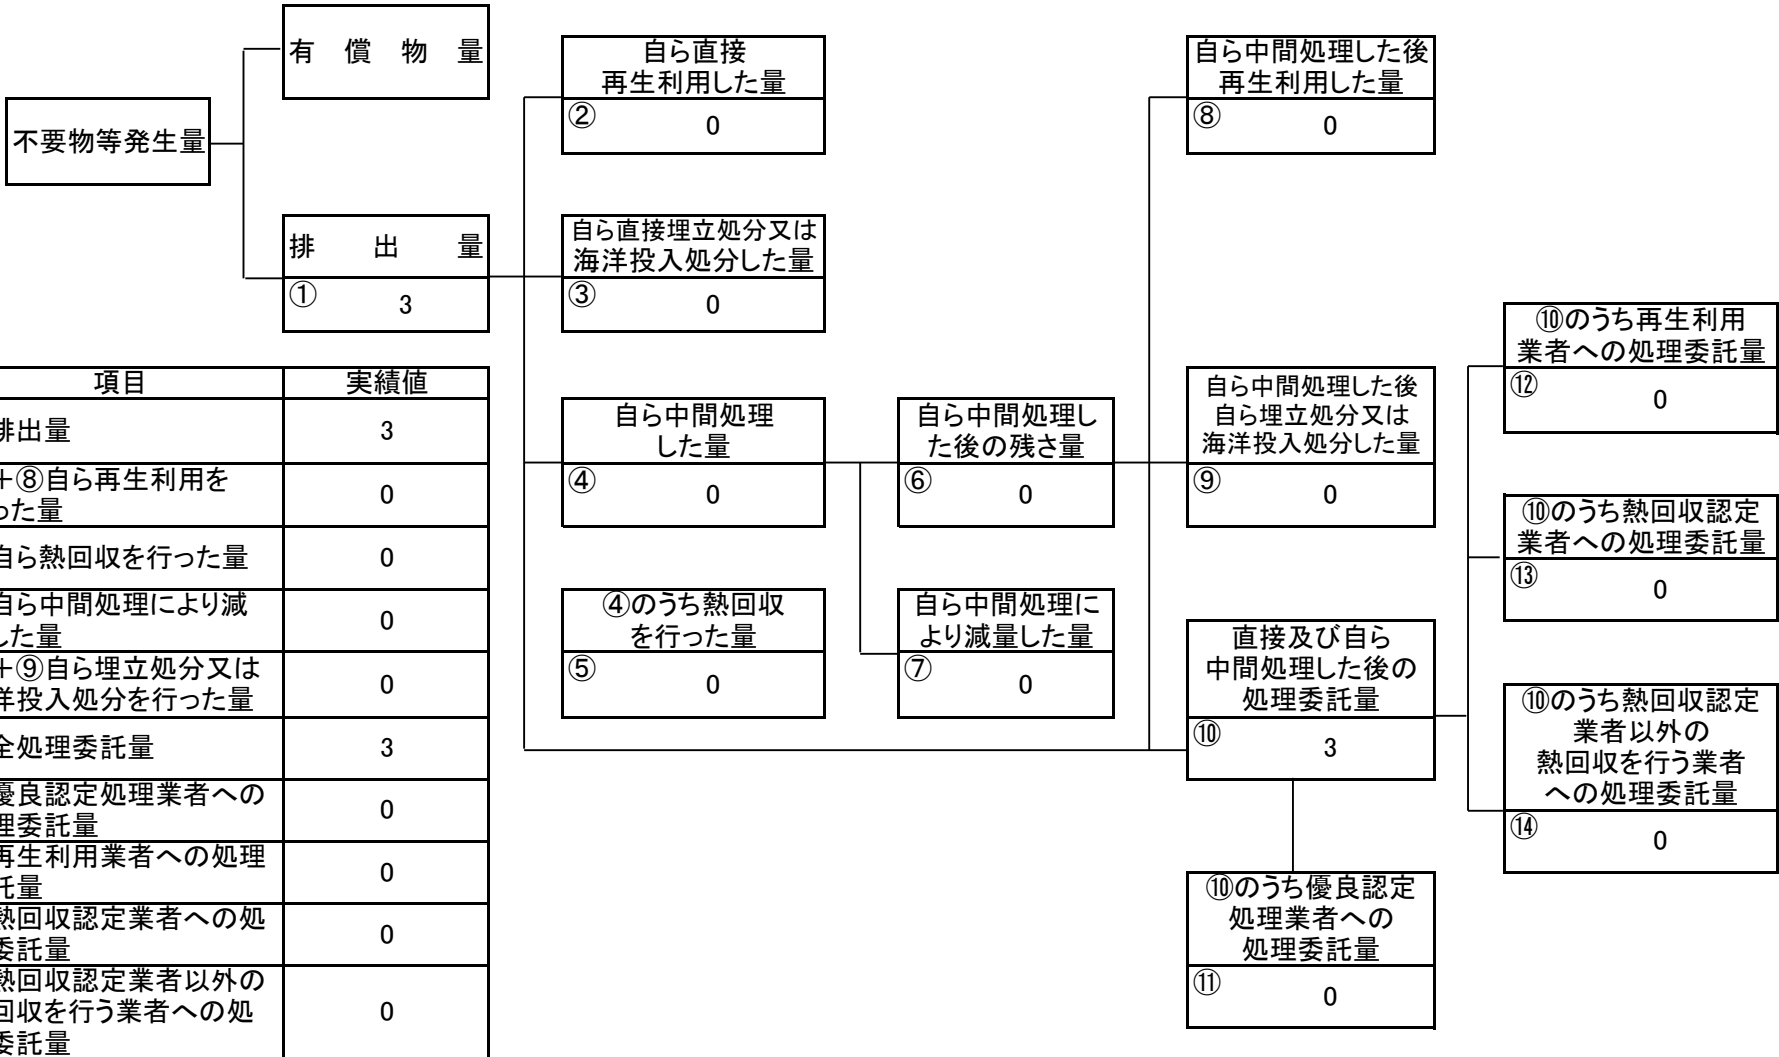 有償物量
不要物等発生量
排出量
① 3
自ら直接
再生利用した量
② 0
自ら直接埋立処分又は
海洋投入処分した量
③ 0
自ら中間処理
した量
④ 0
④のうち熱回収
を行った量
⑤ 0
自ら中間処理し
た後の残さ量
⑥ 0
自ら中間処理に
より減量した量
⑦ 0
自ら中間処理した後
再生利用した量
⑧ 0
自ら中間処理した後
自ら埋立処分又は
海洋投入処分した量
⑨ 0
直接及び自ら
中間処理した後の
処理委託量
⑩ 3
⑩のうち優良認定
処理業者への
処理委託量
⑪ 0
⑩のうち再生利用
業者への処理委託量
⑫ 0
⑩のうち熱回収認定
業者への処理委託量
⑬ 0
⑩のうち熱回収認定
業者以外の
熱回収を行う業者
への処理委託量
⑭ 0
項目 実績値
排出量 3
+⑧自ら再生利用を
った量 0
自ら熱回収を行った量 0
自ら中間処理により減
した量 0
+⑨自ら埋立処分又は
洋投入処分を行った量 0
全処理委託量 3
優良認定処理業者への
理委託量 0
再生利用業者への処理
託量 0
熱回収認定業者への処
委託量 0
熱回収認定業者以外の
回収を行う業者への処
委託量 0